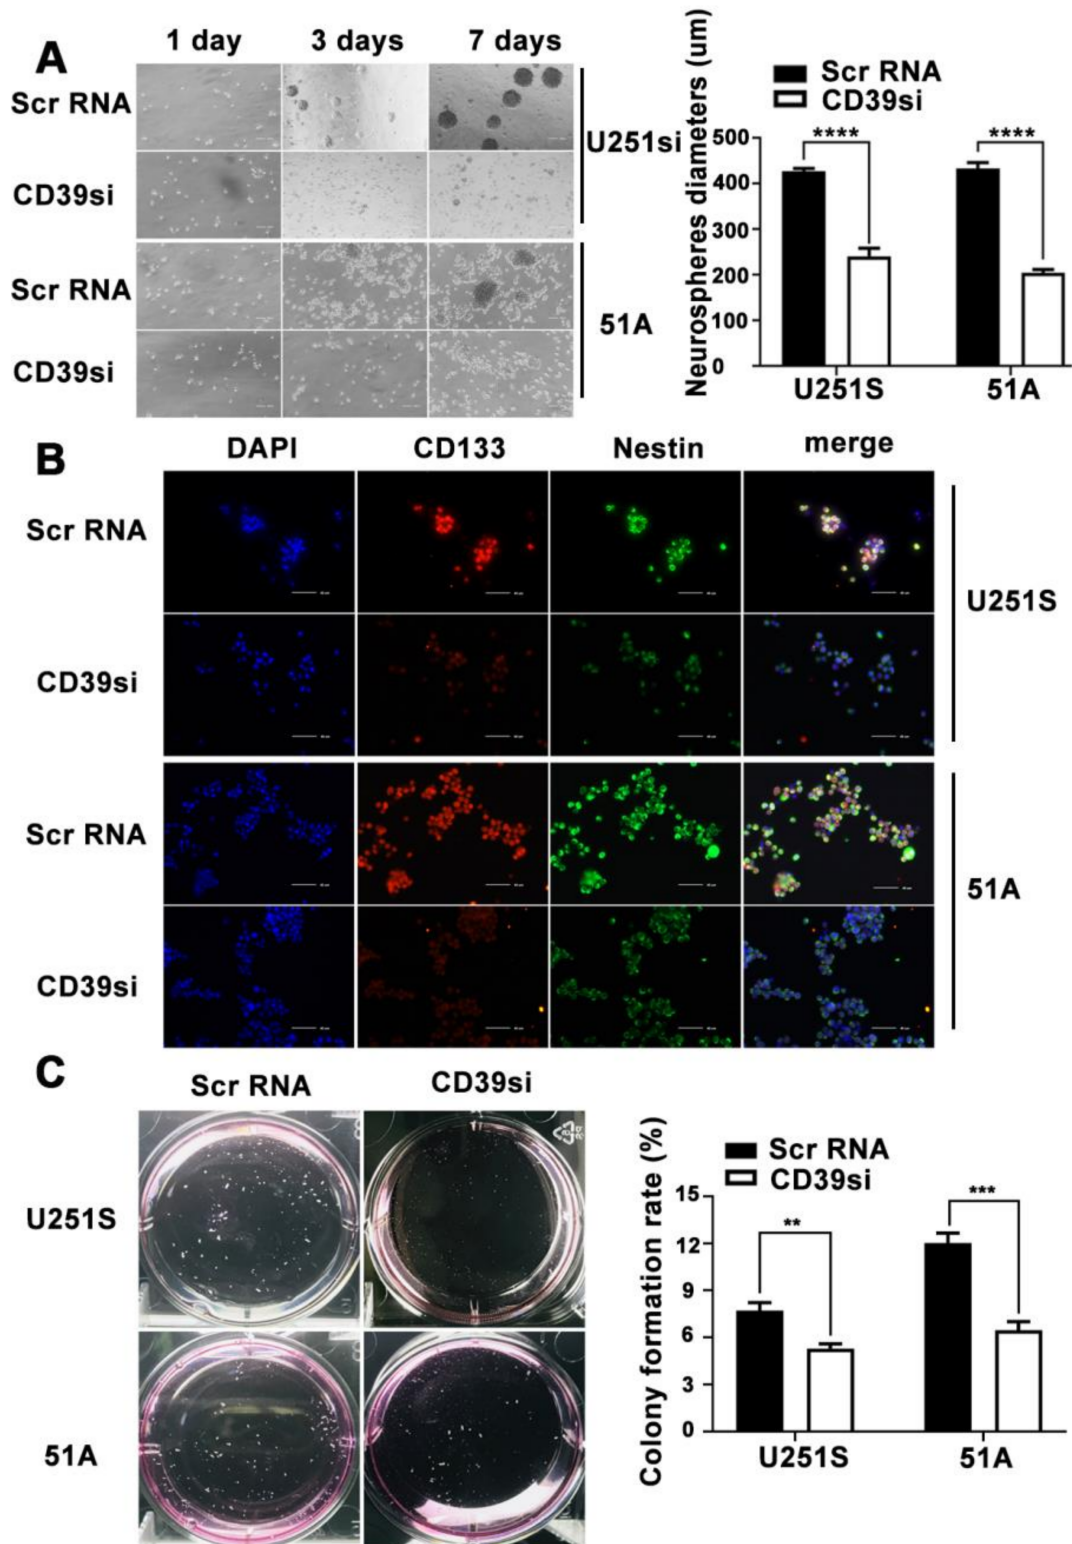 A
1 day
3 days
7 days
Scr RNA
CD39si
U251si
Scr RNA
CD39si
51A
Neurospheres diameters (um)
Scr RNA
CD39si
500
400
300
200
100
0
****
****
U251S
51A
B
DAPI
CD133
Nestin
merge
Scr RNA
CD39si
U251S
Scr RNA
CD39si
51A
C
Scr RNA
CD39si
U251S
51A
Colony formation rate (%)
Scr RNA
CD39si
15
12
9
6
3
0
**
***
U251S
51A